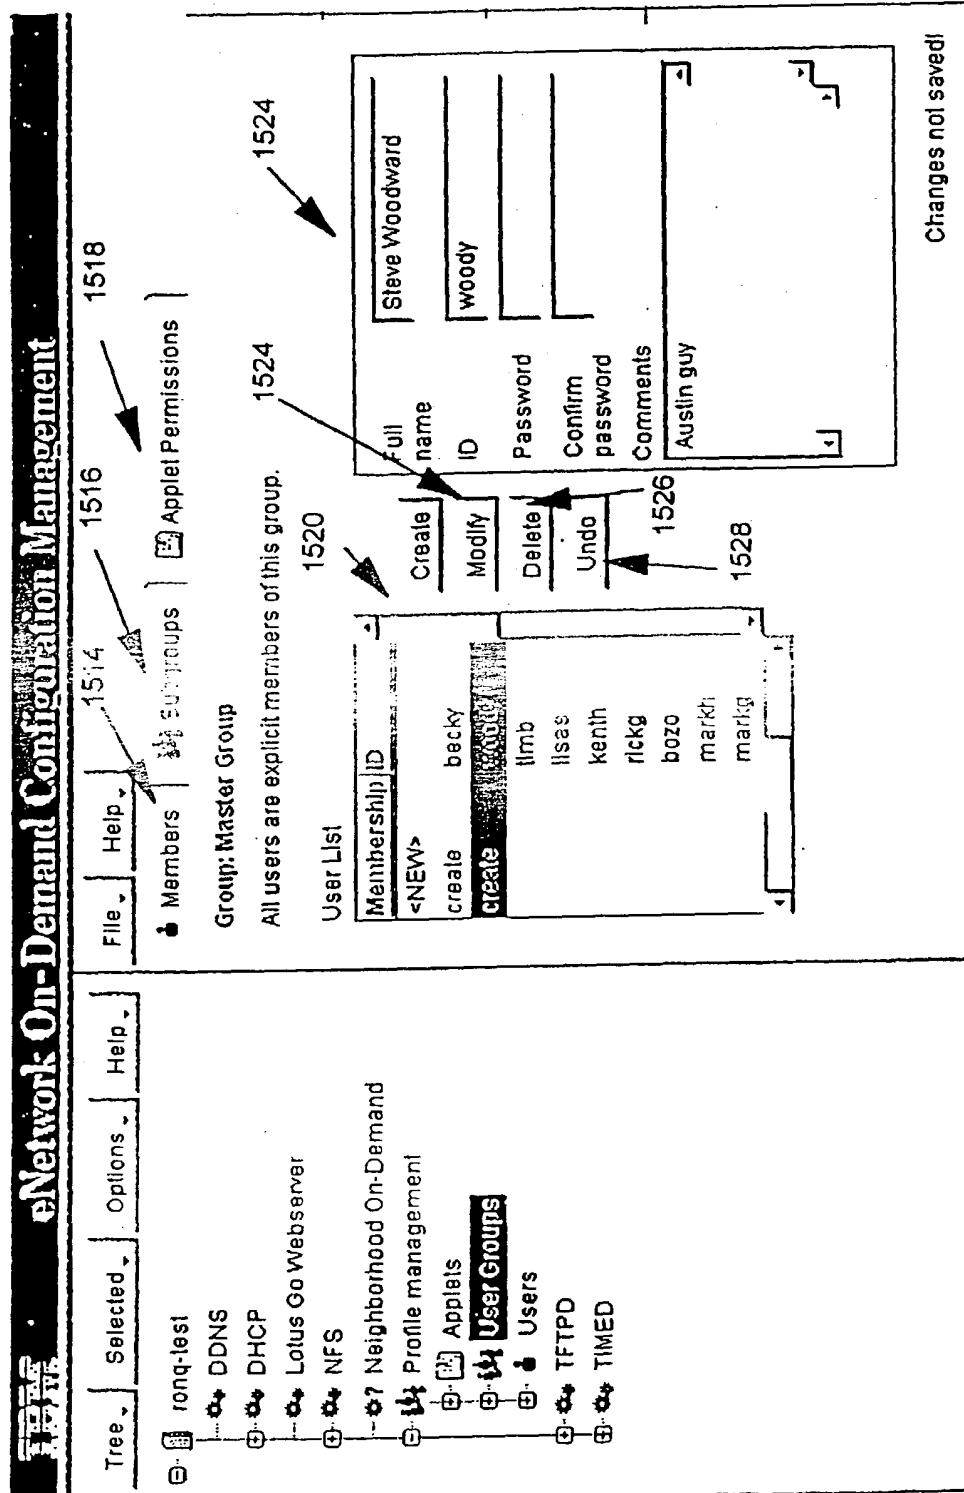 IBM
eNetwork On-Demand Configuration Management
Tree
Selected
Options
Help
ronq-test
DDNS
DHCP
Lotus Go Webserver
NFS
? Neighborhood On-Demand
Profile management
Applets
User Groups
Users
TFTPD
TIMED
File
Help
1514
1516
1518
Members
Subgroups
Applet Permissions
Group: Master Group
All users are explicit members of this group.
1520
1524
1524
User List
Membership ID
<NEW>
create becky
create
timb
lisas
kenth
rickg
bozo
markh
markg
Create
Modify
Delete
Undo
1526
1528
Full name
Steve Woodward
ID
woody
Password
Confirm password
Comments
Austin guy
Changes not saved!